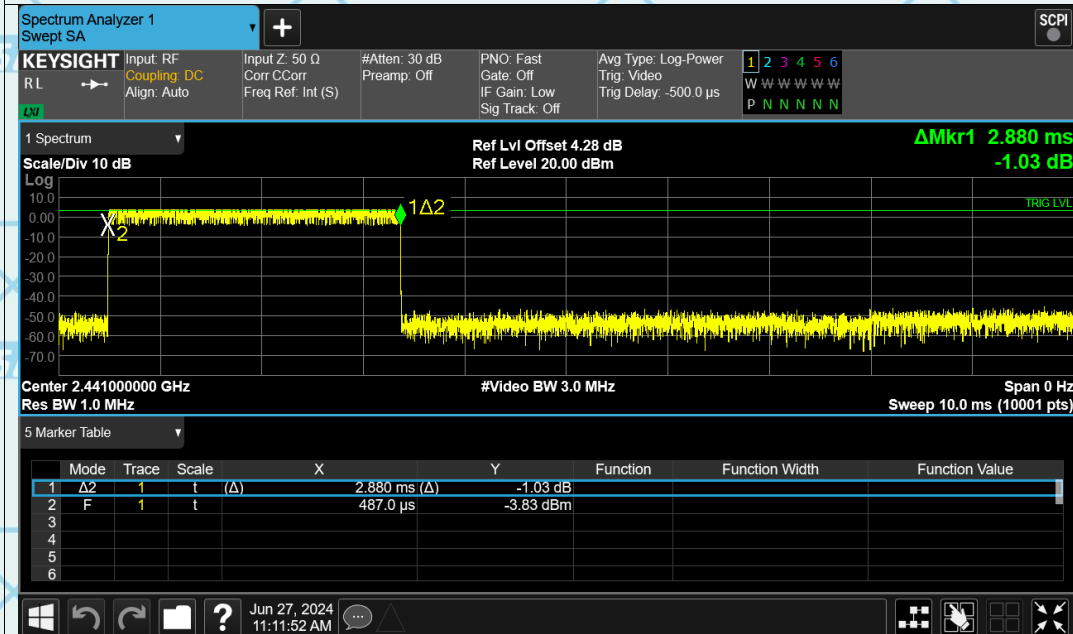 Spectrum Analyzer 1
Swept SA
+
SCPI
KEYSIGHT Input: RF Input Z: 50 Ω #Atten: 30 dB PNO: Fast Avg Type: Log-Power 1 2 3 4 5 6
R L Coupling: DC Corr CCorr Preamp: Off Gate: Off Trig: Video W W W W W W
Align: Auto Freq Ref: Int (S) IF Gain: Low Trig Delay: -500.0 µs P N N N N N
LXI Sig Track: Off
1 Spectrum
Ref Lvl Offset 4.28 dB ΔMkr1 2.880 ms
Scale/Div 10 dB Ref Level 20.00 dBm -1.03 dB
Log
10.0
0.00
-10.0
-20.0
-30.0
-40.0
-50.0
-60.0
-70.0
X2
1Δ2
TRIG LVL
Center 2.441000000 GHz #Video BW 3.0 MHz Span 0 Hz
Res BW 1.0 MHz Sweep 10.0 ms (10001 pts)
5 Marker Table
Mode Trace Scale X Y Function Function Width Function Value
1 Δ2 1 t (Δ) 2.880 ms (Δ) -1.03 dB
2 F 1 t 487.0 µs -3.83 dBm
3
4
5
6
? Jun 27, 2024
11:11:52 AM